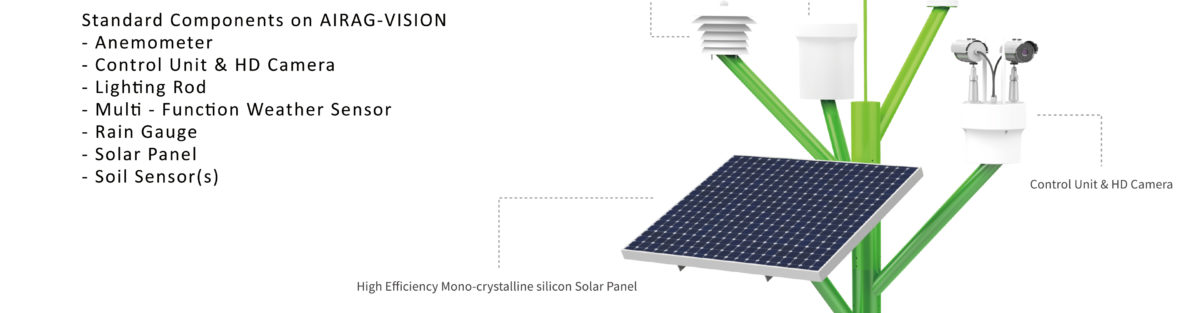 Standard Components on AIRAG-VISION
- Anemometer
- Control Unit & HD Camera
- Lighting Rod
- Multi - Function Weather Sensor
- Rain Gauge
- Solar Panel
- Soil Sensor(s)
Control Unit & HD Camera
High Efficiency Mono-crystalline silicon Solar Panel